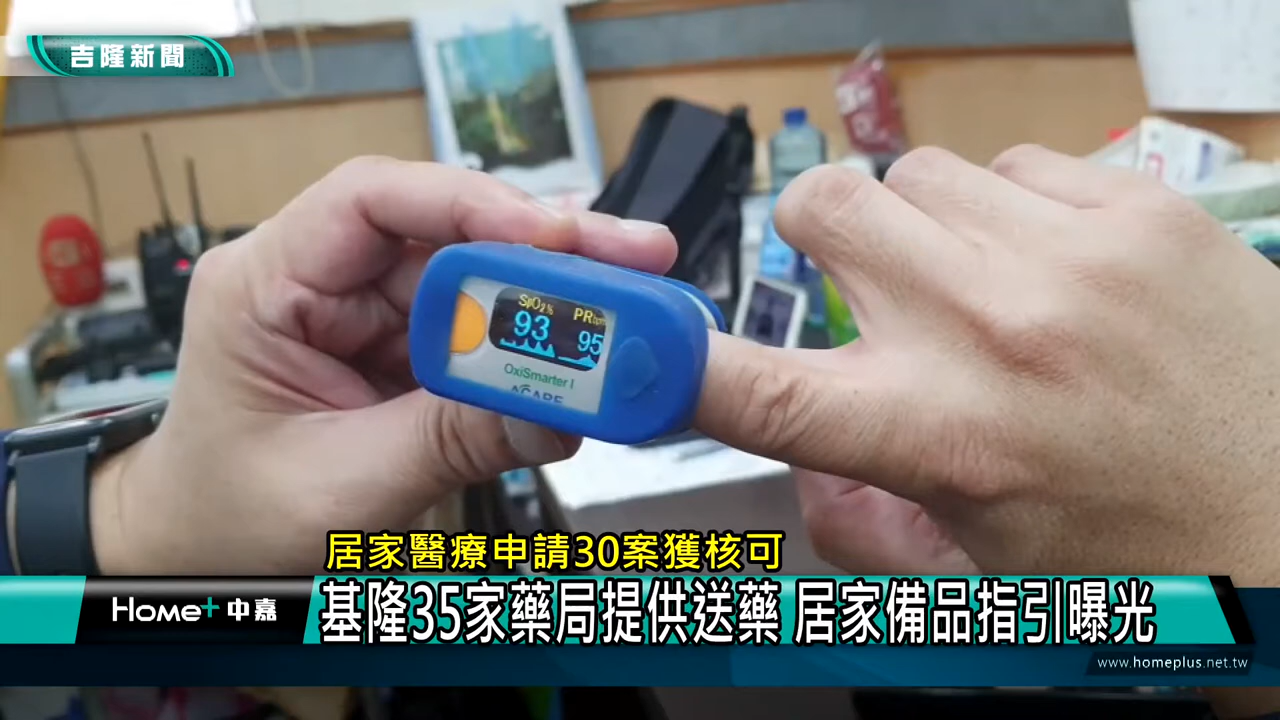 吉隆新聞
SpO2%
PRbpm
93
95
OxiSmarter I
ACARE
居家醫療申請30案獲核可
Home+中嘉
基隆35家藥局提供送藥 居家備品指引曝光
www.homeplus.net.tw